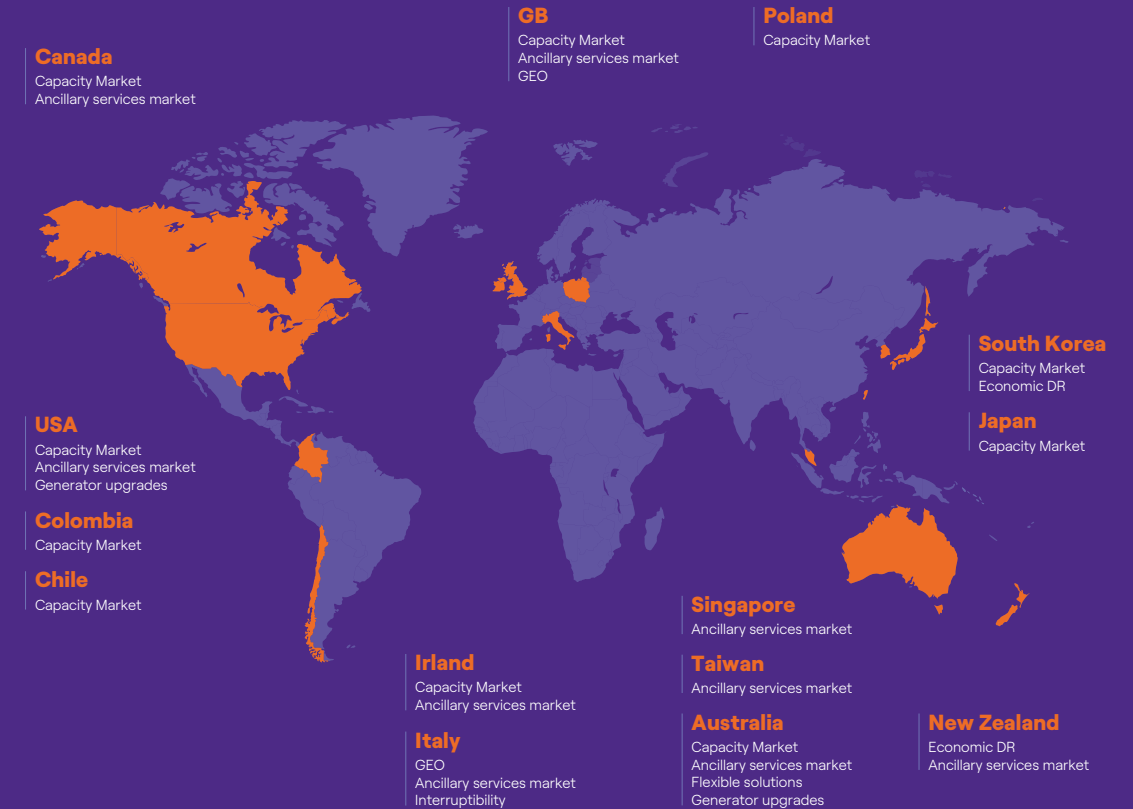 GB
Capacity Market
Ancillary services market
GEO
Poland
Capacity Market
Canada
Capacity Market
Ancillary services market
South Korea
Capacity Market
Economic DR
Japan
Capacity Market
USA
Capacity Market
Ancillary services market
Generator upgrades
Colombia
Capacity Market
Chile
Capacity Market
Singapore
Ancillary services market
Irland
Capacity Market
Ancillary services market
Taiwan
Ancillary services market
Italy
GEO
Ancillary services market
Interruptibility
Australia
Capacity Market
Ancillary services market
Flexible solutions
Generator upgrades
New Zealand
Economic DR
Ancillary services market